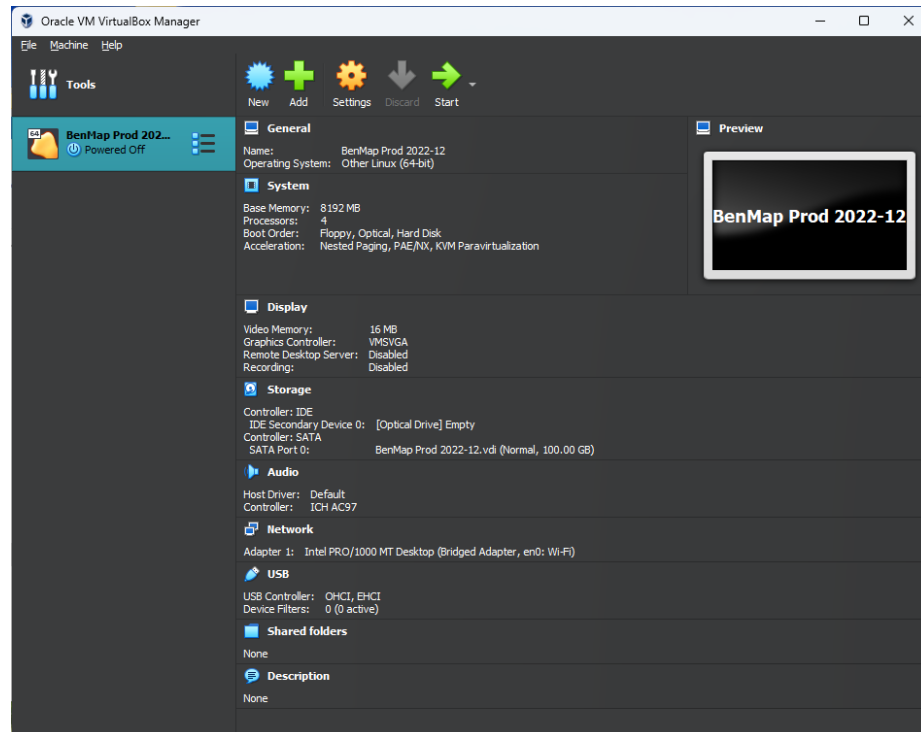 Oracle VM VirtualBox Manager
File Machine Help
Tools
New Add Settings Discard Start
64
BenMap Prod 202...
Powered Off
General
Name: BenMap Prod 2022-12
Operating System: Other Linux (64-bit)
System
Base Memory: 8192 MB
Processors: 4
Boot Order: Floppy, Optical, Hard Disk
Acceleration: Nested Paging, PAE/NX, KVM Paravirtualization
Preview
BenMap Prod 2022-12
Display
Video Memory: 16 MB
Graphics Controller: VMSVGA
Remote Desktop Server: Disabled
Recording: Disabled
Storage
Controller: IDE
IDE Secondary Device 0: [Optical Drive] Empty
Controller: SATA
SATA Port 0: BenMap Prod 2022-12.vdi (Normal, 100.00 GB)
Audio
Host Driver: Default
Controller: ICH AC97
Network
Adapter 1: Intel PRO/1000 MT Desktop (Bridged Adapter, en0: Wi-Fi)
USB
USB Controller: OHCI, EHCI
Device Filters: 0 (0 active)
Shared folders
None
Description
None